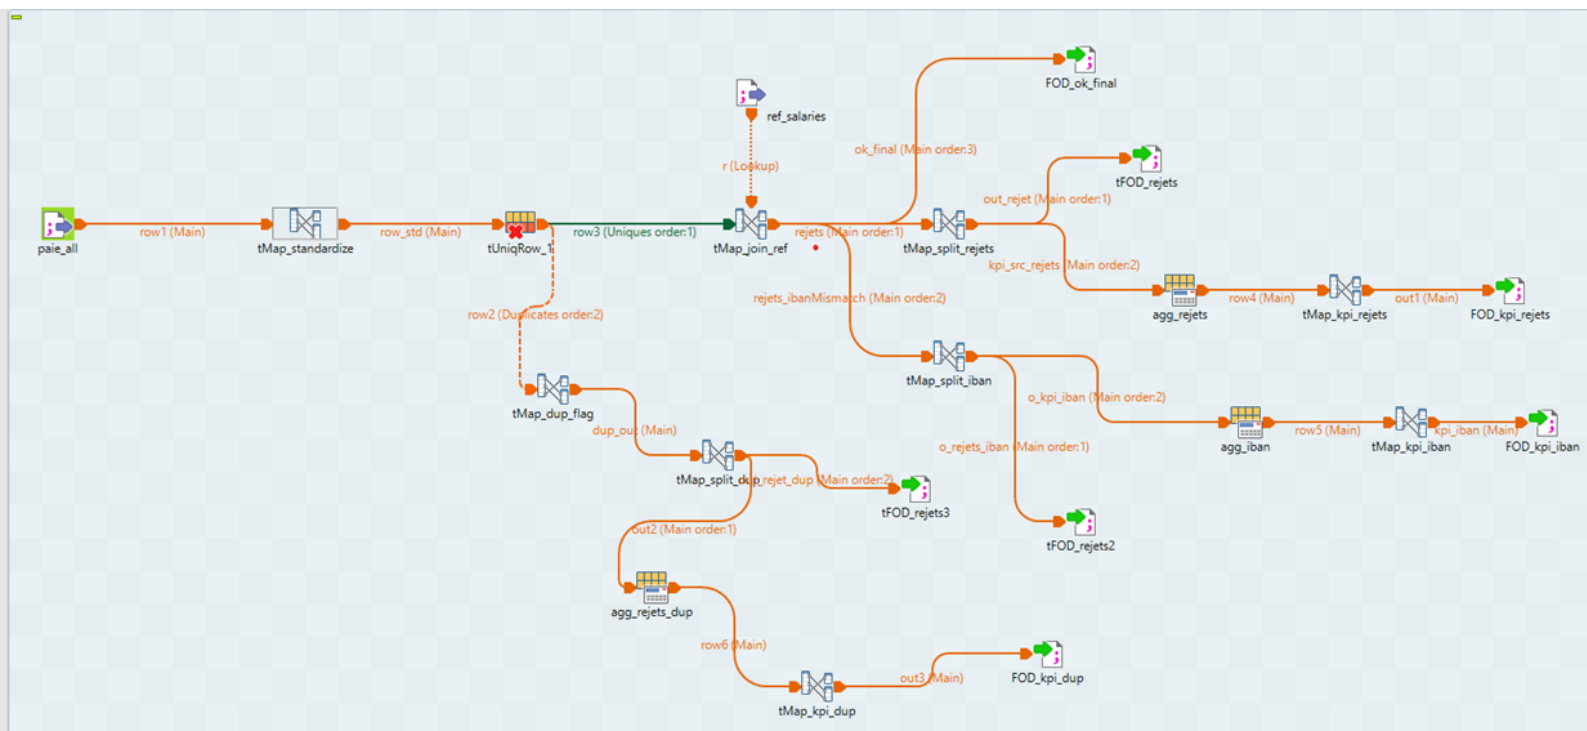 FOD_ok_final
ref_salaries
ok_final (Main order:3)
r (Lookup)
tFOD_rejets
out_rejet (Main order:1)
paie_all
row1 (Main)
tMap_standardize
row_std (Main)
tUniqRow_1
row3 (Uniques order:1)
tMap_join_ref
rejets (Main order:1)
tMap_split_rejets
kpi_src_rejets (Main order:2)
rejets_ibanMismatch (Main order:2)
agg_rejets
row4 (Main)
tMap_kpi_rejets
out1 (Main)
FOD_kpi_rejets
row2 (Duplicates order:2)
tMap_split_iban
o_kpi_iban (Main order:2)
tMap_dup_flag
dup_out (Main)
agg_iban
row5 (Main)
tMap_kpi_iban
kpi_iban (Main)
FOD_kpi_iban
o_rejets_iban (Main order:1)
tMap_split_dup
rejet_dup (Main order:2)
tFOD_rejets3
out2 (Main order:1)
tFOD_rejets2
agg_rejets_dup
row6 (Main)
out3 (Main)
FOD_kpi_dup
tMap_kpi_dup